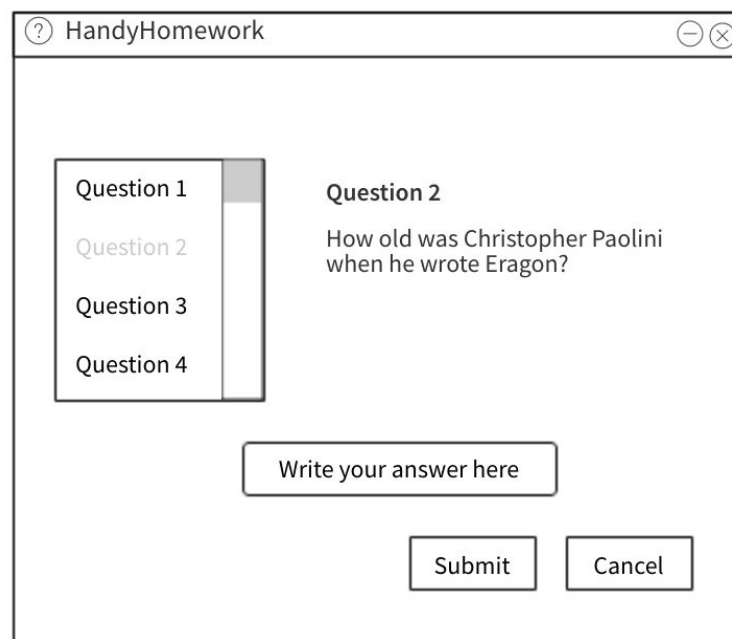 ? HandyHomework
Question 1
Question 2
Question 3
Question 4
Question 2
How old was Christopher Paolini
when he wrote Eragon?
Write your answer here
Submit
Cancel